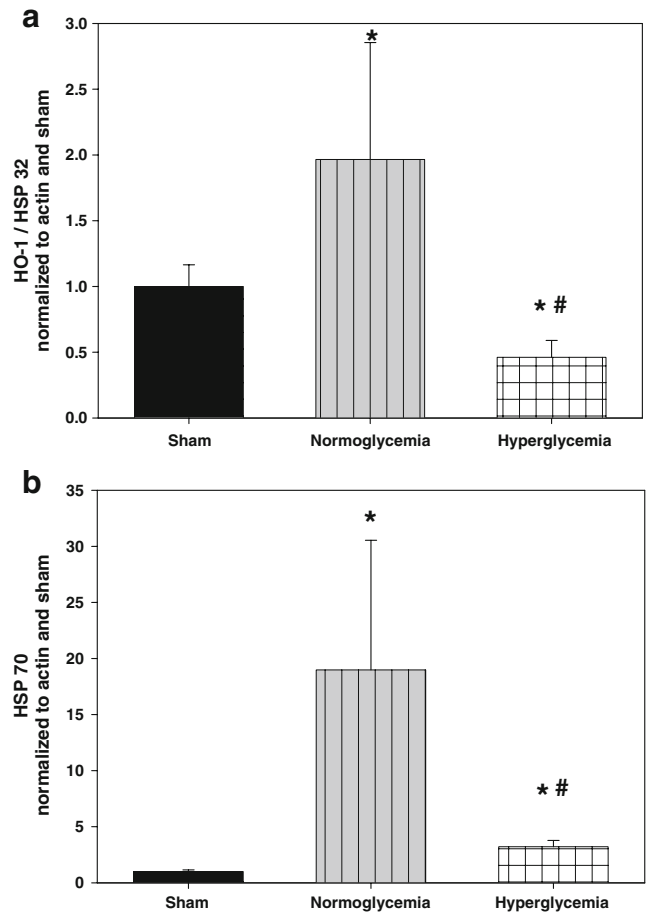 a
HO-1 / HSP 32
normalized to actin and sham
3.0
2.5
2.0
1.5
1.0
0.5
0.0
*
* #
Sham Normoglycemia Hyperglycemia
b
HSP 70
normalized to actin and sham
35
30
25
20
15
10
5
0
*
* #
Sham Normoglycemia Hyperglycemia